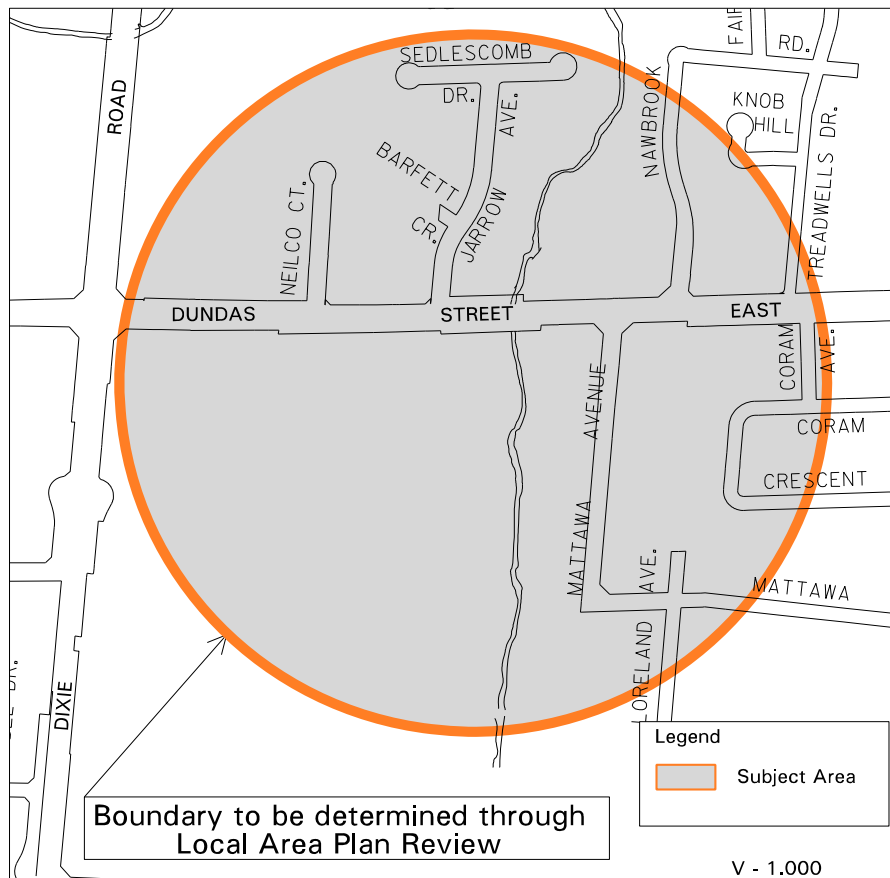 SEDLESCOMB
DR.
AVE.
JARROW
BARFETT
CR.
NEILCO CT.
ROAD
NAWBROOK
RD.
KNOB
HILL
TREADWELLS DR.
DUNDAS STREET EAST
CORAM
AVE.
CORAM
CRESCENT
MATTAWA
AVENUE
MATTAWA
AVE.
LORELAND
DIXIE
DR.
Legend
Subject Area
Boundary to be determined through
Local Area Plan Review
V - 1.000